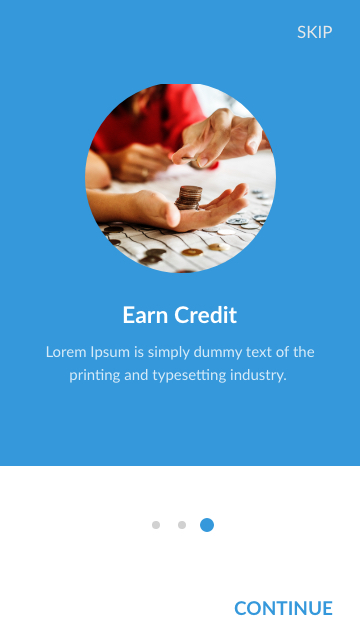 SKIP
Earn Credit
Lorem Ipsum is simply dummy text of the
printing and typesetting industry.
CONTINUE